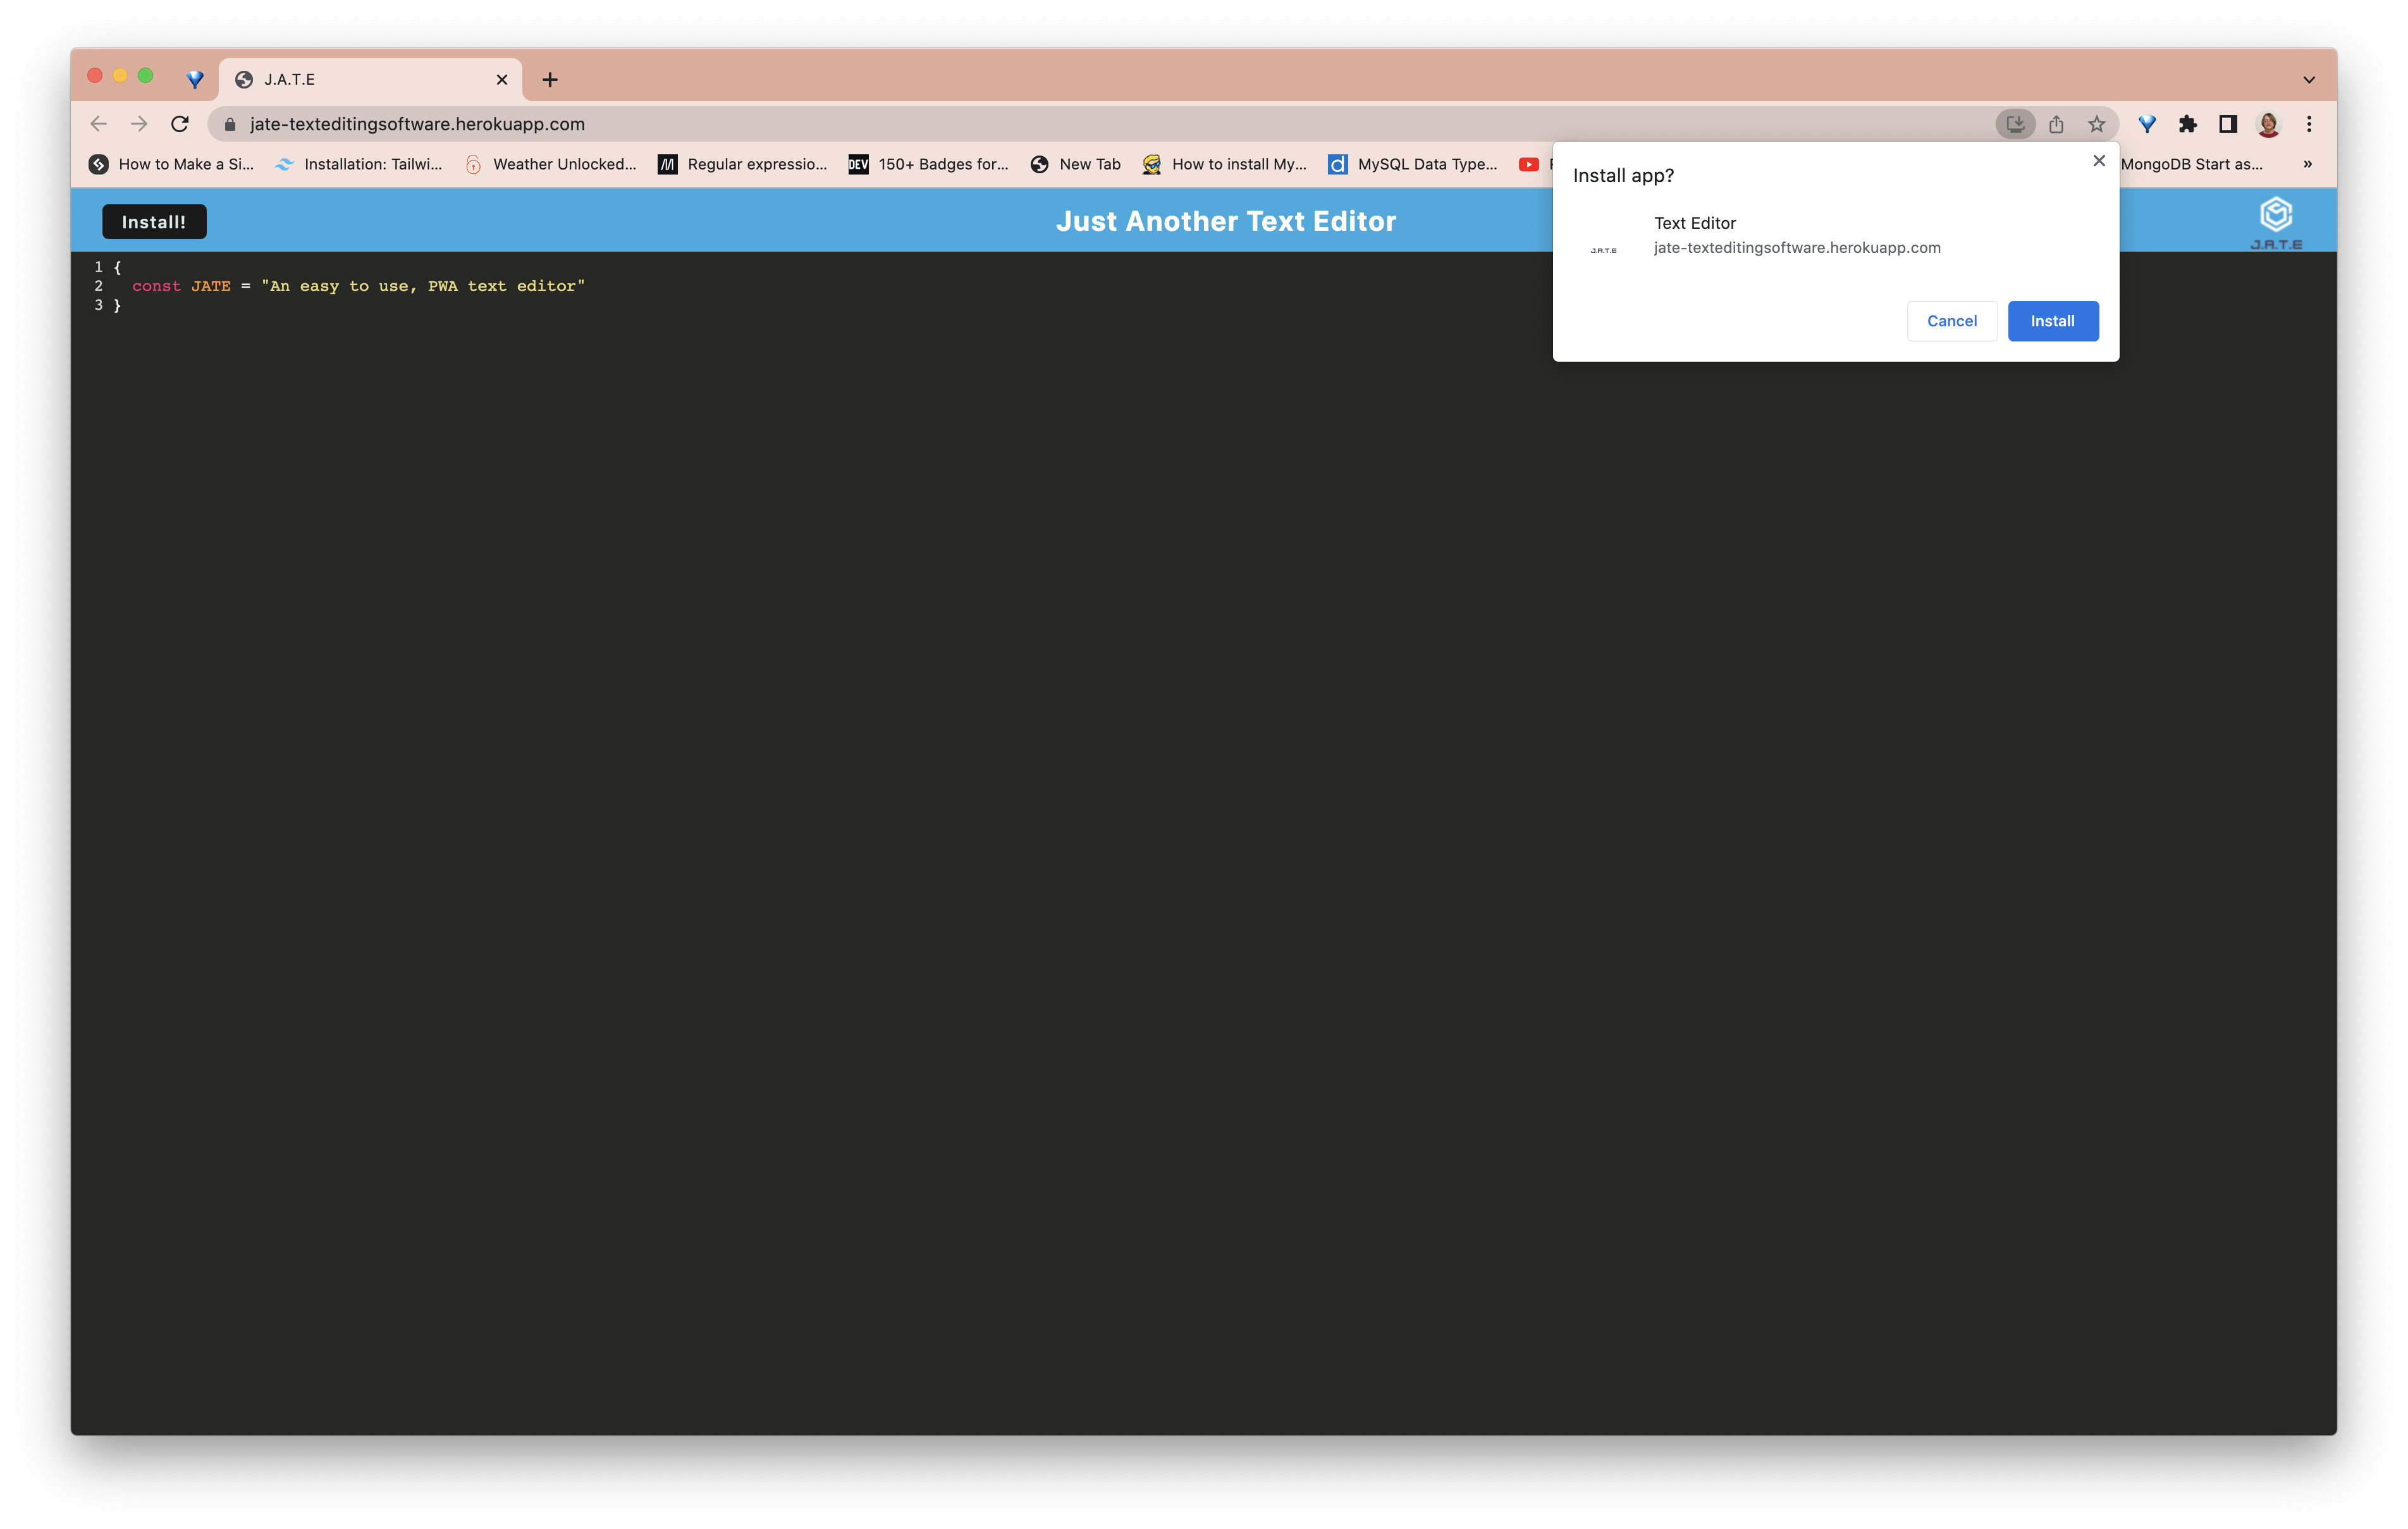 J.A.T.E
jate-texteditingsoftware.herokuapp.com
How to Make a Si... Installation: Tailwi... Weather Unlocked... Regular expressio... DEV 150+ Badges for... New Tab How to install My... d MySQL Data Type... MongoDB Start as... »
Install app?
Text Editor
J.A.T.E jate-texteditingsoftware.herokuapp.com
Cancel Install
Install! Just Another Text Editor J.A.T.E
1 {
2 const JATE = "An easy to use, PWA text editor"
3 }